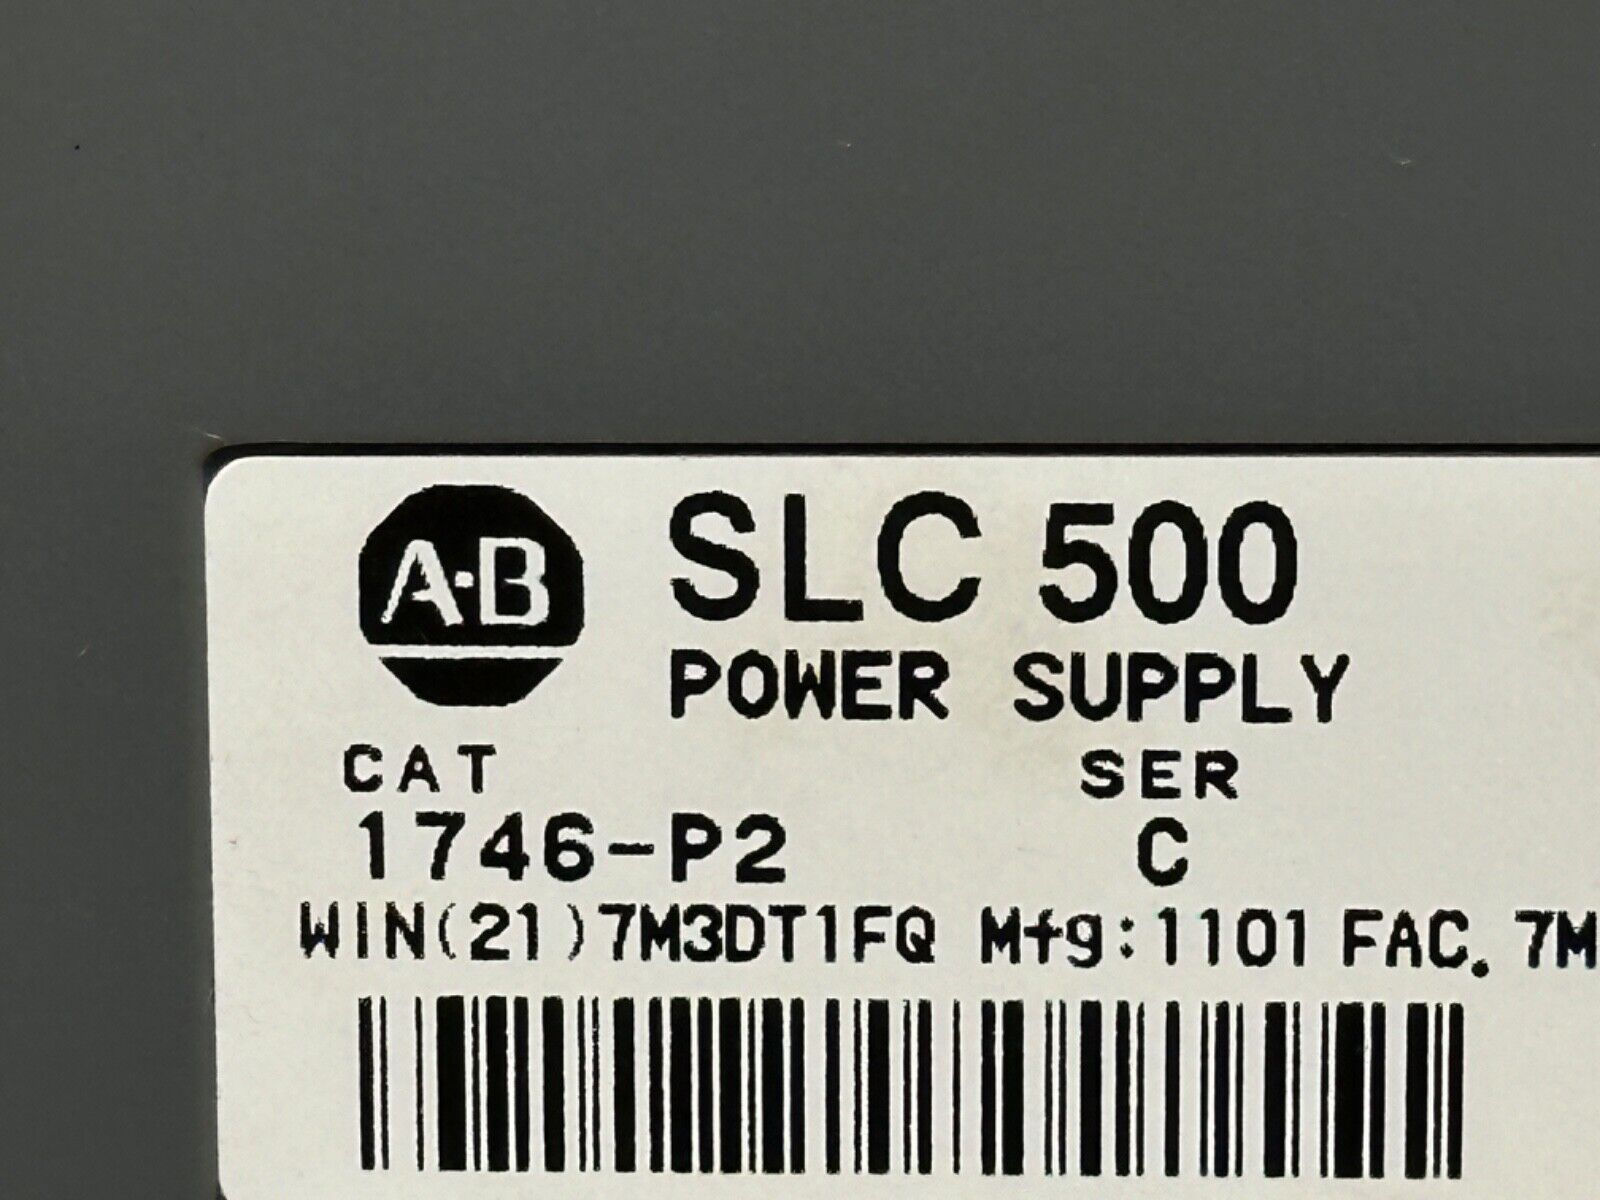 A-B
SLC 500
POWER SUPPLY
CAT SER
1746-P2 C
WIN(21)7M3DT1FQ Mfg:1101 FAC. 7M